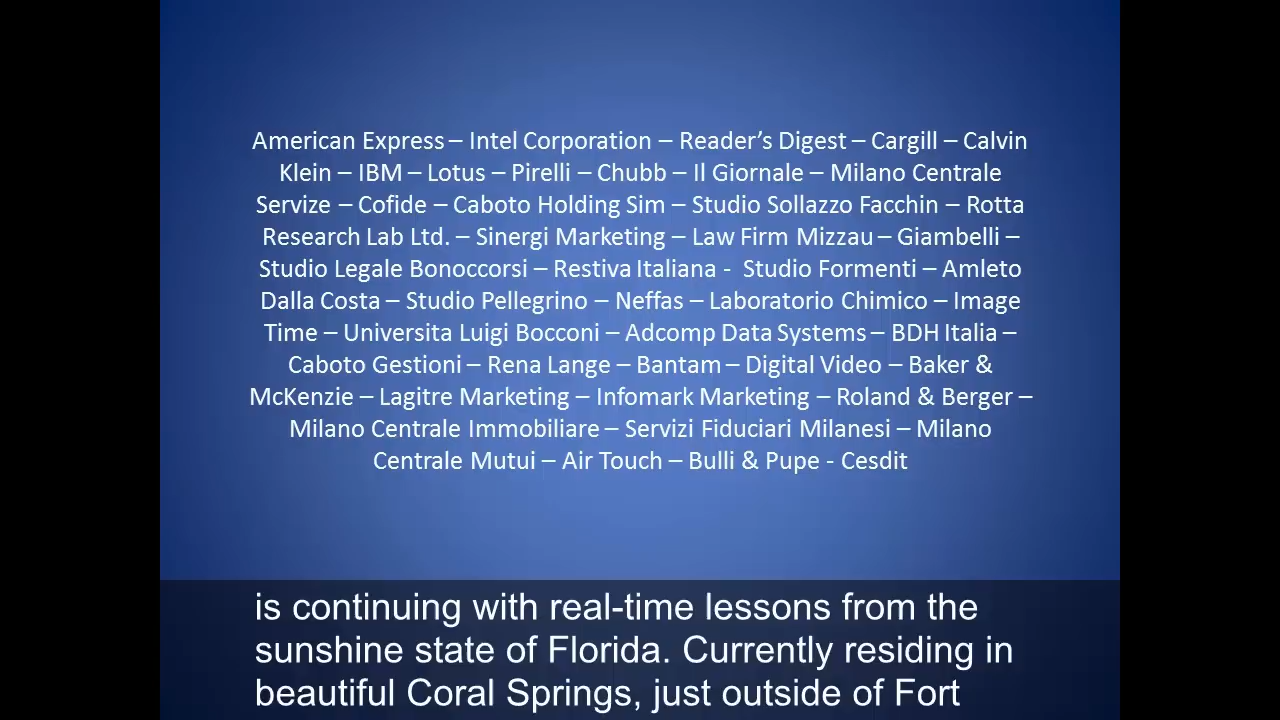 American Express – Intel Corporation – Reader’s Digest – Cargill – Calvin
Klein – IBM – Lotus – Pirelli – Chubb – Il Giornale – Milano Centrale
Servize – Cofide – Caboto Holding Sim – Studio Sollazzo Facchin – Rotta
Research Lab Ltd. – Sinergi Marketing – Law Firm Mizzau – Giambelli –
Studio Legale Bonoccorsi – Restiva Italiana -  Studio Formenti – Amleto
Dalla Costa – Studio Pellegrino – Neffas – Laboratorio Chimico – Image
Time – Universita Luigi Bocconi – Adcomp Data Systems – BDH Italia –
Caboto Gestioni – Rena Lange – Bantam – Digital Video – Baker &
McKenzie – Lagitre Marketing – Infomark Marketing – Roland & Berger –
Milano Centrale Immobiliare – Servizi Fiduciari Milanesi – Milano
Centrale Mutui – Air Touch – Bulli & Pupe - Cesdit
is continuing with real-time lessons from the
sunshine state of Florida. Currently residing in
beautiful Coral Springs, just outside of Fort